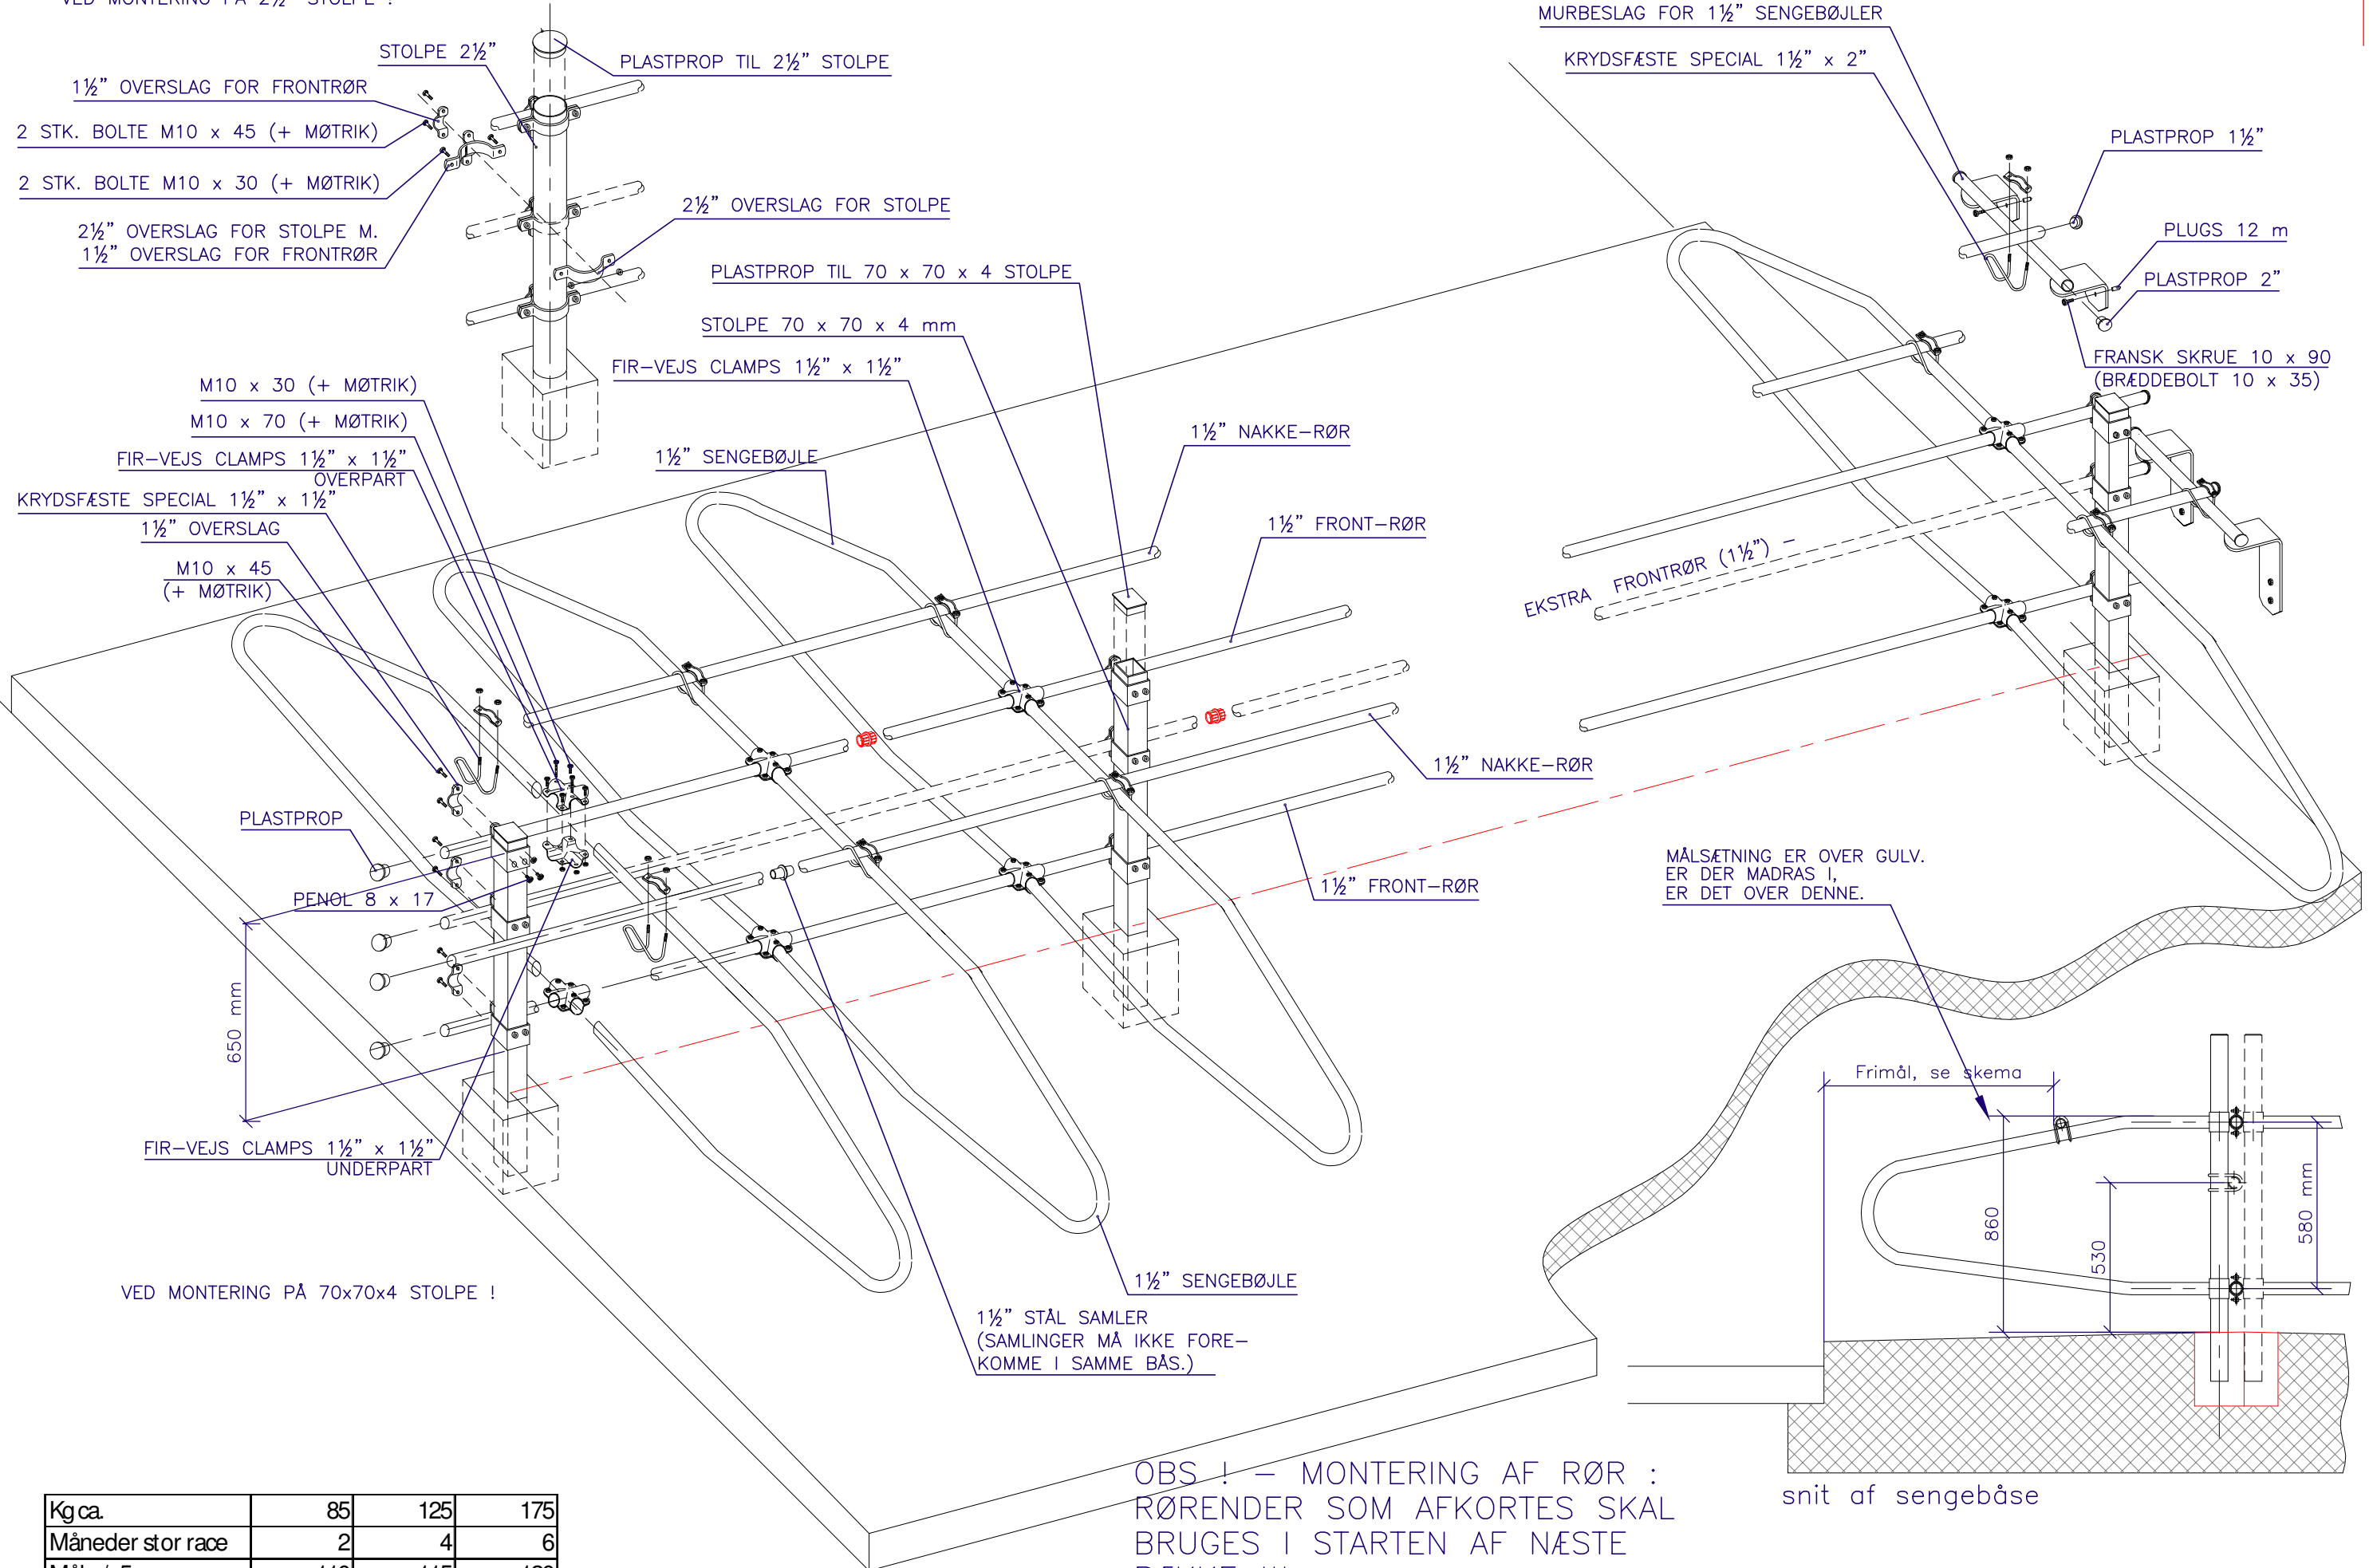 VED MONTERING PÅ 2½" STOLPE !
STOLPE 2½"
PLASTPROP TIL 2½" STOLPE
1½" OVERSLAG FOR FRONTRØR
2 STK. BOLTE M10 x 45 (+ MØTRIK)
2 STK. BOLTE M10 x 30 (+ MØTRIK)
2½" OVERSLAG FOR STOLPE M.
1½" OVERSLAG FOR FRONTRØR
2½" OVERSLAG FOR STOLPE
MURBESLAG FOR 1½" SENGEBØJLER
KRYDSFÆSTE SPECIAL 1½" x 2"
PLASTPROP 1½"
PLUGS 12 m
PLASTPROP 2"
FRANSK SKRUE 10 x 90
(BRÆDDEBOLT 10 x 35)
PLASTPROP TIL 70 x 70 x 4 STOLPE
STOLPE 70 x 70 x 4 mm
FIR-VEJS CLAMPS 1½" x 1½"
M10 x 30 (+ MØTRIK)
M10 x 70 (+ MØTRIK)
FIR-VEJS CLAMPS 1½" x 1½"
OVERPART
KRYDSFÆSTE SPECIAL 1½" x 1½"
1½" OVERSLAG
M10 x 45
(+ MØTRIK)
1½" SENGEBØJLE
1½" NAKKE-RØR
1½" FRONT-RØR
EKSTRA FRONTRØR (1½") -
1½" NAKKE-RØR
1½" FRONT-RØR
PLASTPROP
PENOL 8 x 17
650 mm
FIR-VEJS CLAMPS 1½" x 1½"
UNDERPART
MÅLSÆTNING ER OVER GULV.
ER DER MADRAS I,
ER DET OVER DENNE.
Frimål, se skema
860
530
580 mm
VED MONTERING PÅ 70x70x4 STOLPE !
1½" SENGEBØJLE
1½" STÅL SAMLER
(SAMLINGER MÅ IKKE FORE-
KOMME I SAMME BÅS.)
snit af sengebåse
OBS ! - MONTERING AF RØR :
RØRENDER SOM AFKORTES SKAL
BRUGES I STARTEN AF NÆSTE
Kg ca. 85 125 175
Måneder stor race 2 4 6